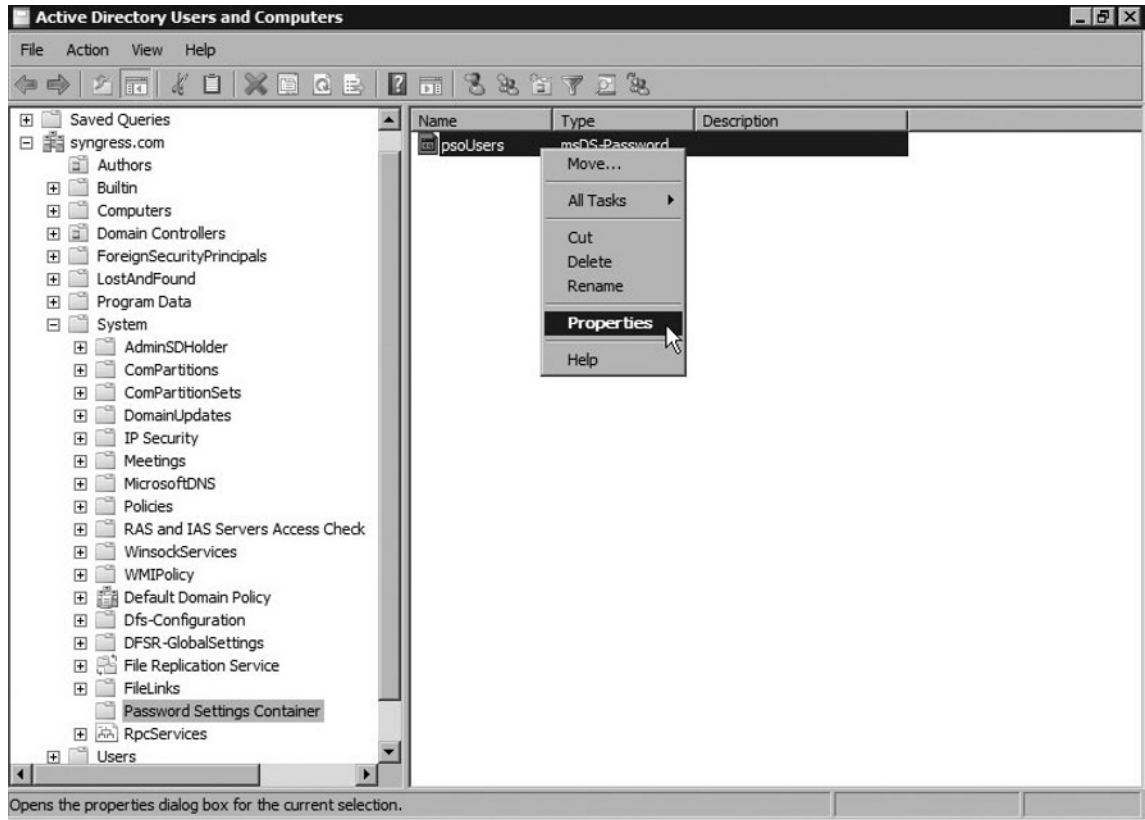 Active Directory Users and Computers
File Action View Help
Saved Queries
syngress.com
Authors
Builtin
Computers
Domain Controllers
ForeignSecurityPrincipals
LostAndFound
Program Data
System
AdminSDHolder
ComPartitions
ComPartitionSets
DomainUpdates
IP Security
Meetings
MicrosoftDNS
Policies
RAS and IAS Servers Access Check
WinsockServices
WMIPolicy
Default Domain Policy
Dfs-Configuration
DFSR-GlobalSettings
File Replication Service
FileLinks
Password Settings Container
RpcServices
Users
Name Type Description
psoUsers msDS-Password
Move...
All Tasks
Cut
Delete
Rename
Properties
Help
Opens the properties dialog box for the current selection.